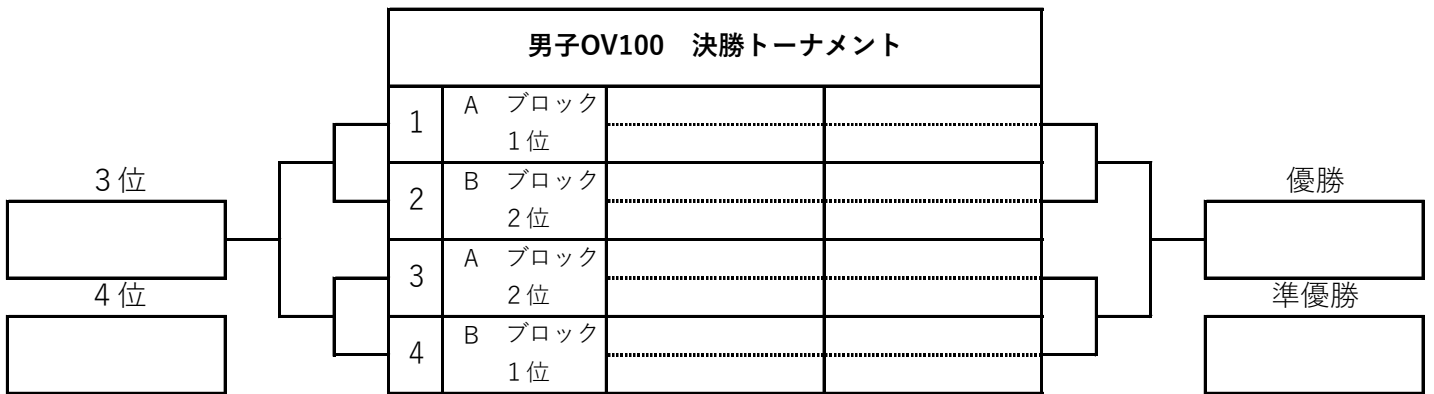 男子OV100　決勝トーナメント
1 A ブロック
1位
2 B ブロック
2位
3 A ブロック
2位
4 B ブロック
1位
3位
4位
優勝
準優勝